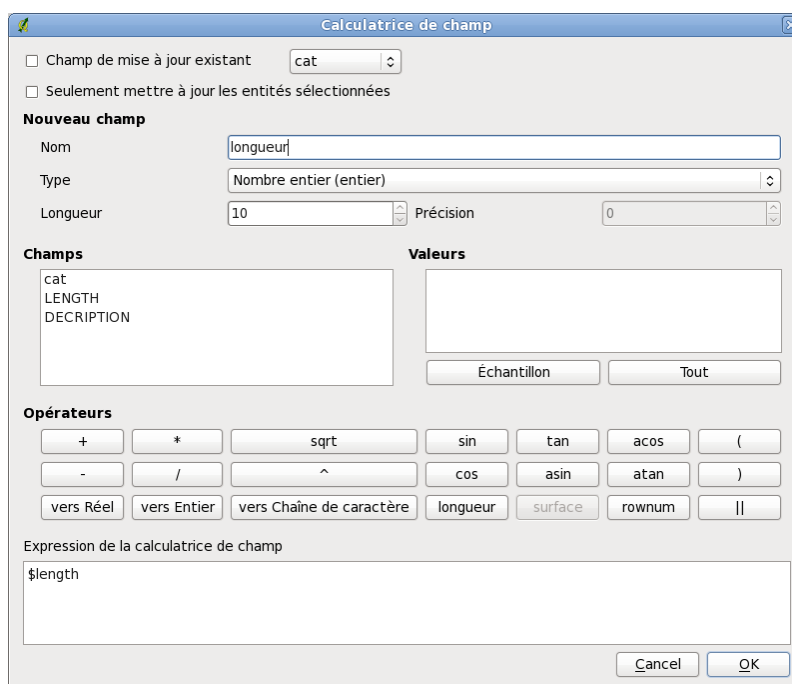 Calculatrice de champ
Champ de mise à jour existant cat
Seulement mettre à jour les entités sélectionnées
Nouveau champ
Nom longueur
Type Nombre entier (entier)
Longueur 10 Précision 0
Champs Valeurs
cat
LENGTH
DECRIPTION
Échantillon Tout
Opérateurs
+ * sqrt sin tan acos (
- / ^ cos asin atan )
vers Réel vers Entier vers Chaîne de caractère longueur surface rownum ||
Expression de la calculatrice de champ
$length
Cancel OK